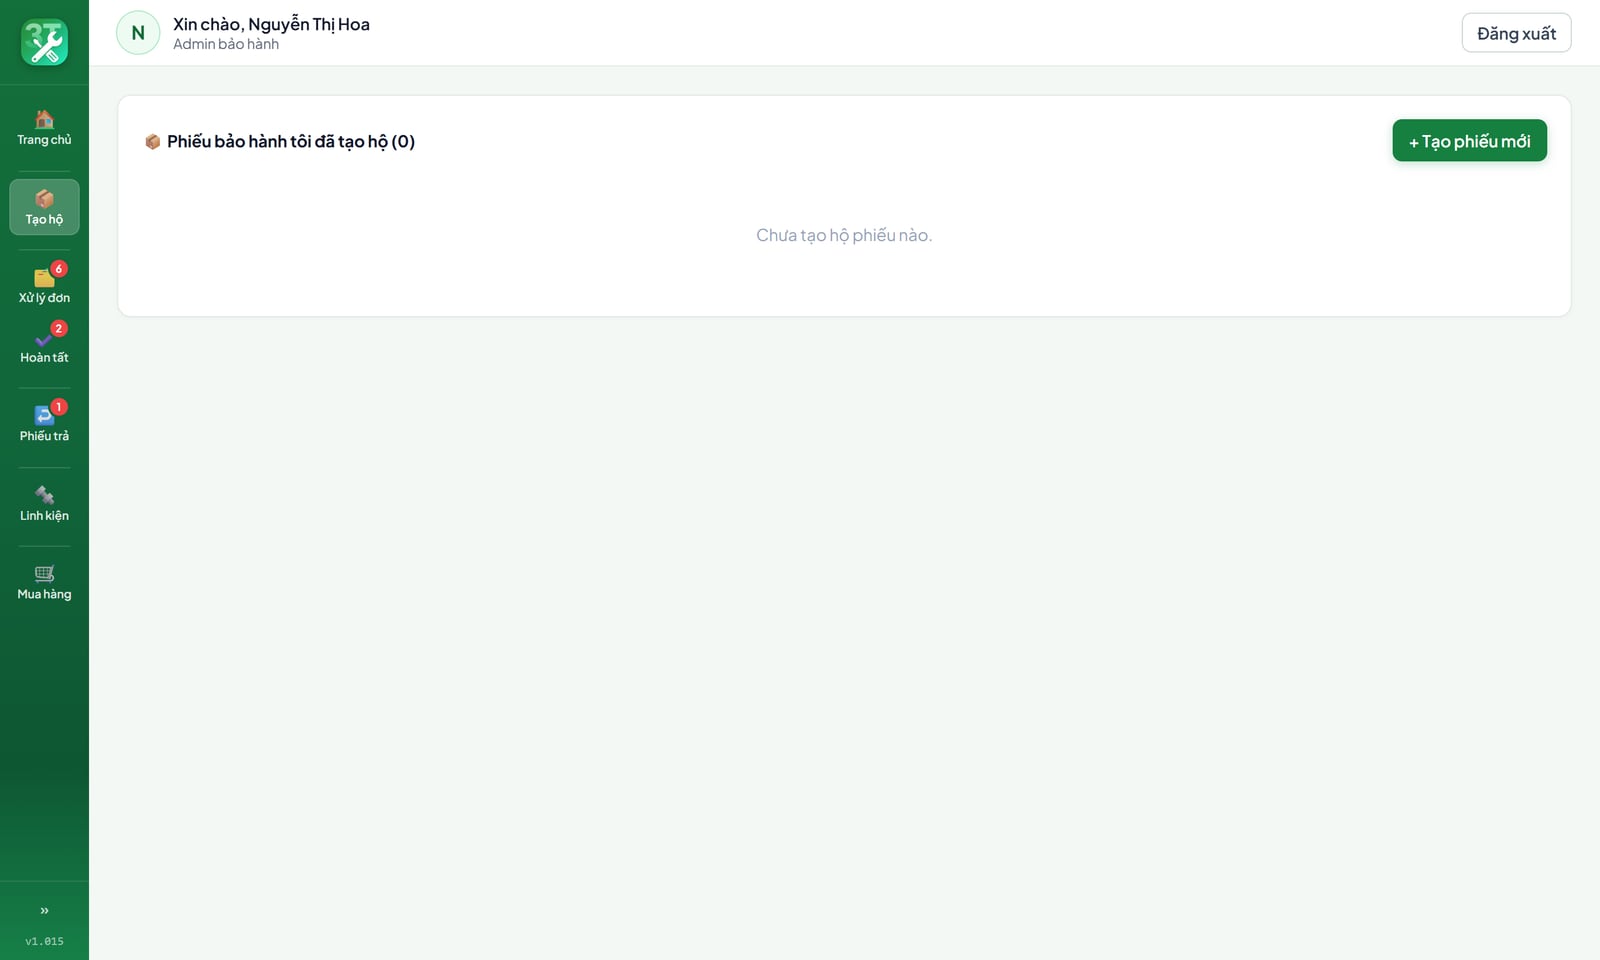 3T
Xin chào, Nguyễn Thị Hoa
Admin bảo hành
Đăng xuất
Trang chủ
Tạo hộ
6
Xử lý đơn
2
Hoàn tất
1
Phiếu trả
Linh kiện
Mua hàng
»
v1.015
Phiếu bảo hành tôi đã tạo hộ (0)
+ Tạo phiếu mới
Chưa tạo hộ phiếu nào.
N